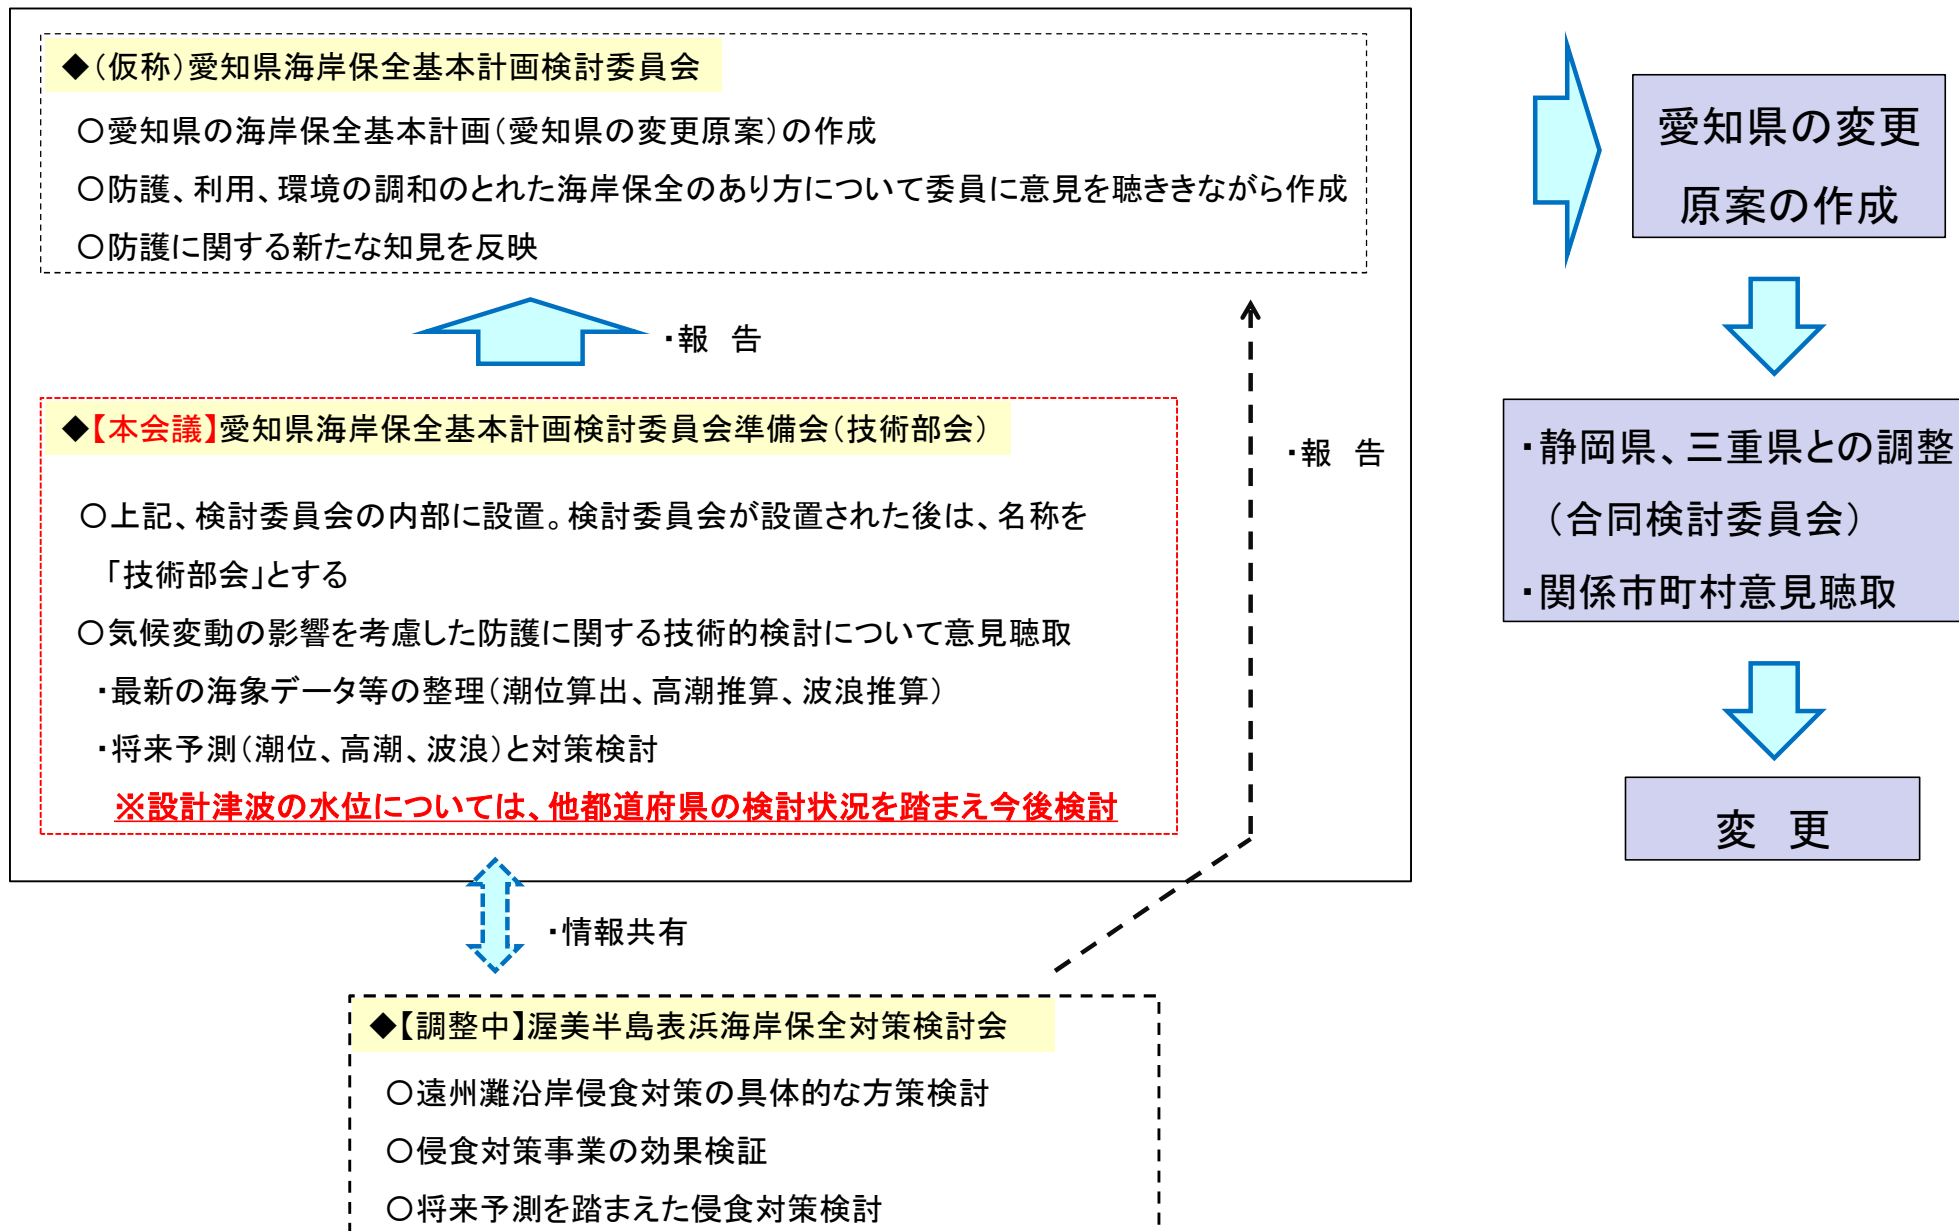 ◆(仮称)愛知県海岸保全基本計画検討委員会
○愛知県の海岸保全基本計画(愛知県の変更原案)の作成
○防護、利用、環境の調和のとれた海岸保全のあり方について委員に意見を聴ききながら作成
○防護に関する新たな知見を反映
・報 告
◆【本会議】愛知県海岸保全基本計画検討委員会準備会(技術部会)
○上記、検討委員会の内部に設置。検討委員会が設置された後は、名称を
「技術部会」とする
○気候変動の影響を考慮した防護に関する技術的検討について意見聴取
・最新の海象データ等の整理(潮位算出、高潮推算、波浪推算)
・将来予測(潮位、高潮、波浪)と対策検討
※設計津波の水位については、他都道府県の検討状況を踏まえ今後検討
・報 告
・情報共有
◆【調整中】渥美半島表浜海岸保全対策検討会
○遠州灘沿岸侵食対策の具体的な方策検討
○侵食対策事業の効果検証
○将来予測を踏まえた侵食対策検討
愛知県の変更
原案の作成
・静岡県、三重県との調整
(合同検討委員会)
・関係市町村意見聴取
変 更